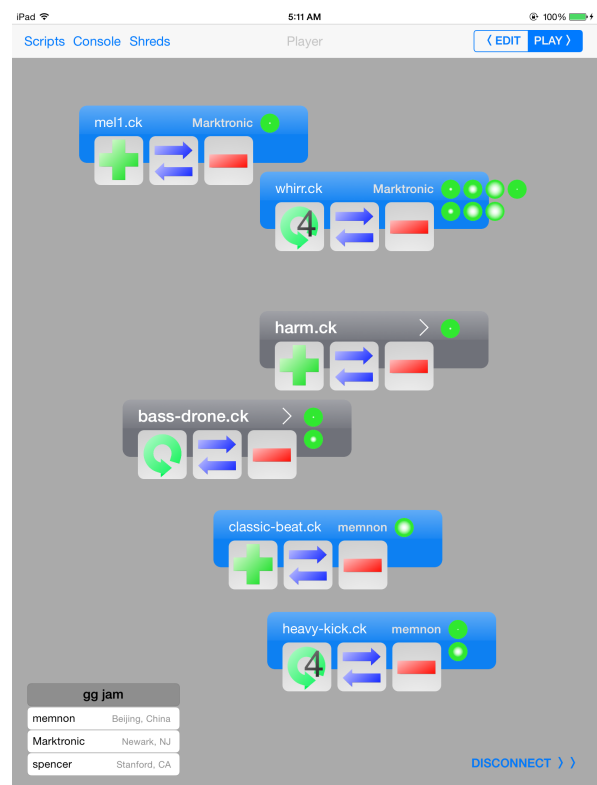 iPad 5:11 AM 100%
Scripts Console Shreds Player 〈 EDIT PLAY 〉
mel1.ck Marktronic
whirr.ck Marktronic
4
harm.ck
bass-drone.ck
classic-beat.ck memnon
heavy-kick.ck memnon
4
gg jam
memnon Beijing, China
Marktronic Newark, NJ
spencer Stanford, CA
DISCONNECT 〉〉